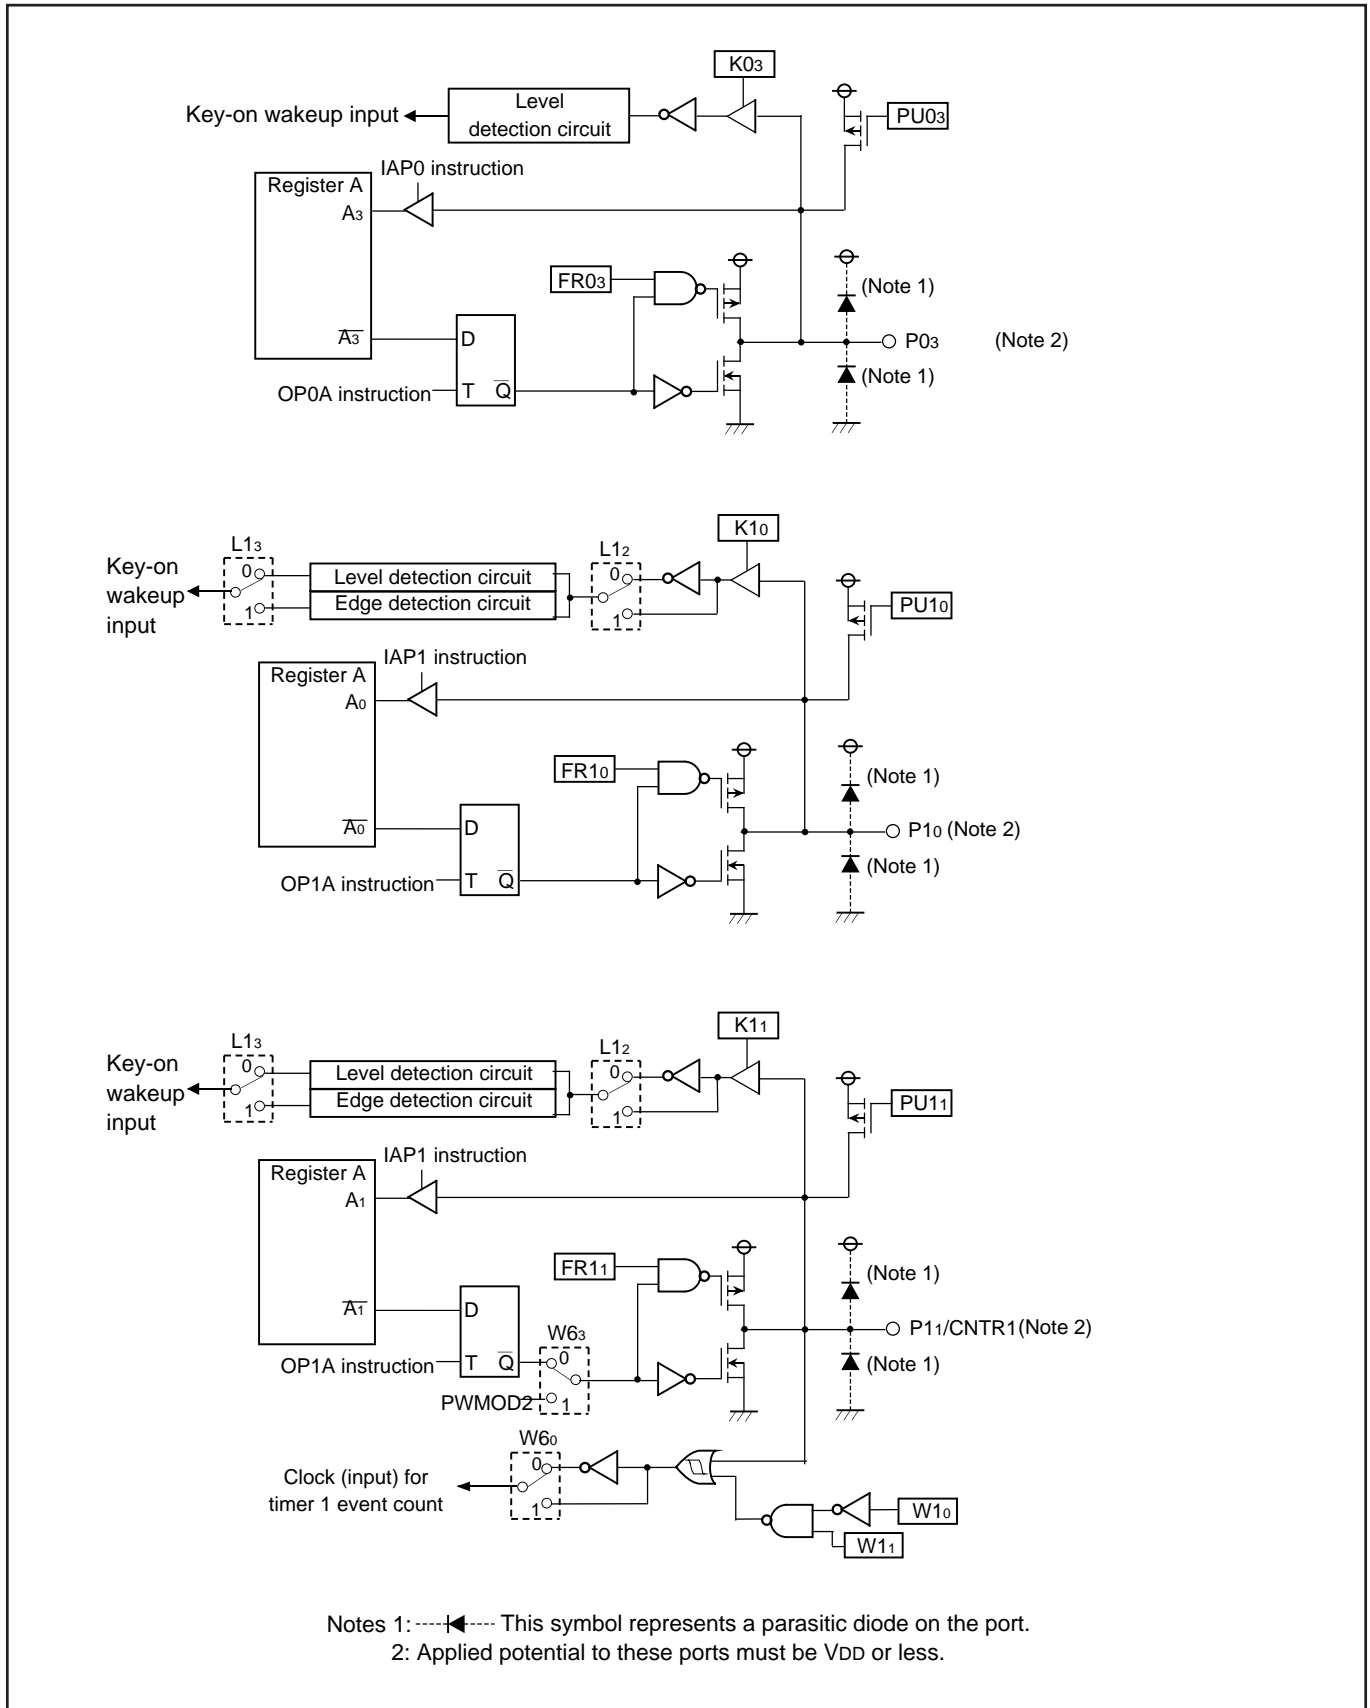 K03
Key-on wakeup input
Level
detection circuit
PU03
IAP0 instruction
Register A
A3
FR03
(Note 1)
A3
D
P03 (Note 2)
(Note 1)
OP0A instruction
T Q
K10
L13
L12
Key-on
wakeup
input
0
Level detection circuit
0
1
Edge detection circuit
1
PU10
IAP1 instruction
Register A
A0
FR10
(Note 1)
A0
D
P10 (Note 2)
(Note 1)
OP1A instruction
T Q
K11
L13
L12
Key-on
wakeup
input
0
Level detection circuit
0
1
Edge detection circuit
1
PU11
IAP1 instruction
Register A
A1
FR11
(Note 1)
A1
D
P11/CNTR1(Note 2)
W63
(Note 1)
OP1A instruction
T Q
0
PWMOD2
1
W60
Clock (input) for
timer 1 event count
0
1
W10
W11
Notes 1: This symbol represents a parasitic diode on the port.
2: Applied potential to these ports must be VDD or less.